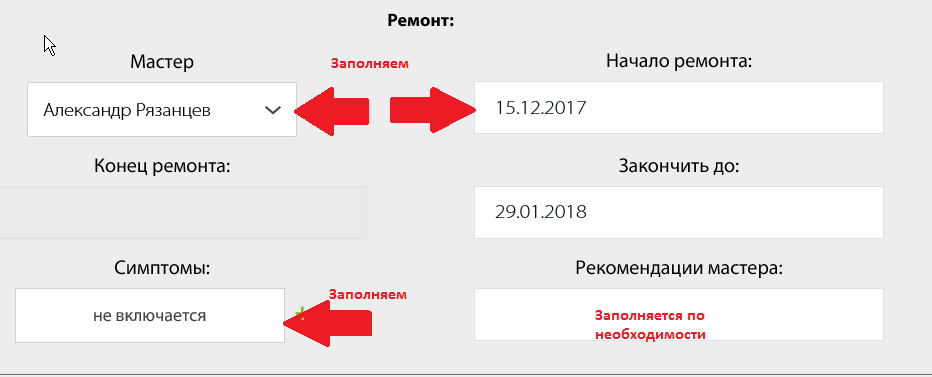 Ремонт:
Мастер
Заполняем
Начало ремонта:
Александр Рязанцев
15.12.2017
Конец ремонта:
Закончить до:
29.01.2018
Симптомы:
Рекомендации мастера:
не включается
Заполняем
Заполняется по
необходимости